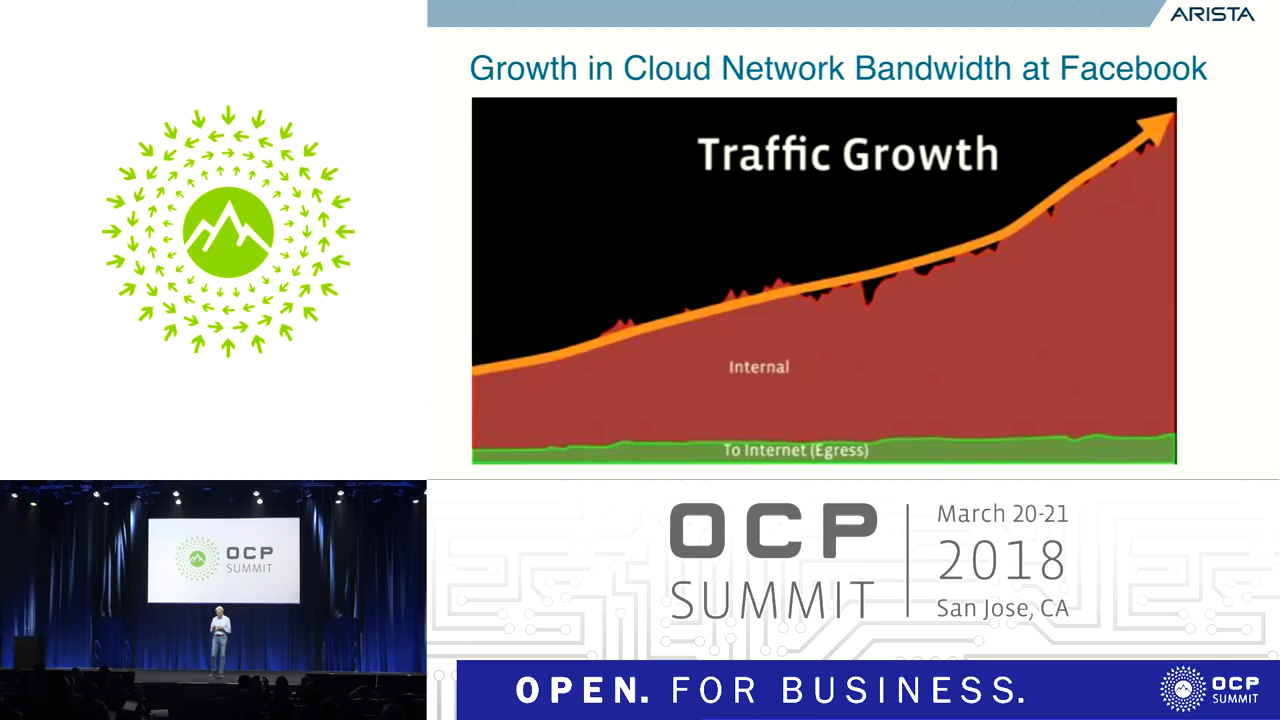 ARISTA
Growth in Cloud Network Bandwidth at Facebook
Traffic Growth
Internal
To Internet (Egress)
OCP
SUMMIT
OCP
SUMMIT
March 20-21
2018
San Jose, CA
OPEN. FOR BUSINESS.
OCP
SUMMIT